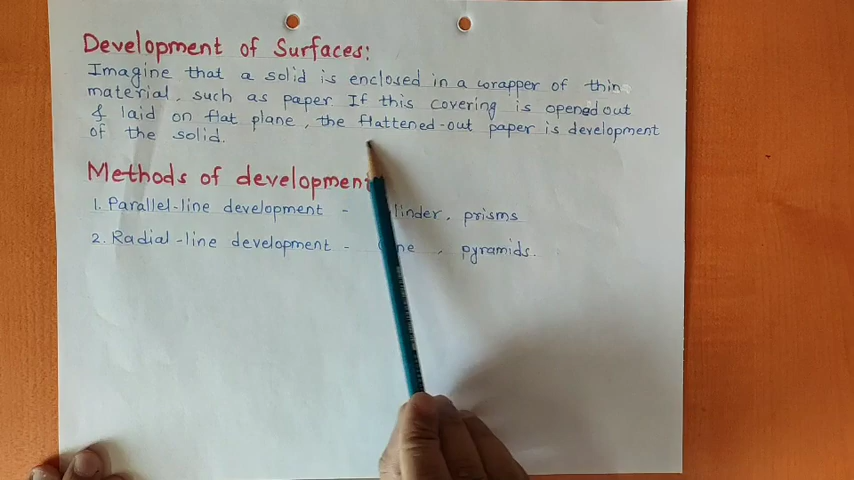 Development of Surfaces:
Imagine that a solid is enclosed in a wrapper of thin
material, such as paper If this covering is opened out
& laid on flat plane, the flattened-out paper is development
of the solid.
Methods of development
1. Parallel-line development - linder, prisms
2. Radial-line development - ne, pyramids.